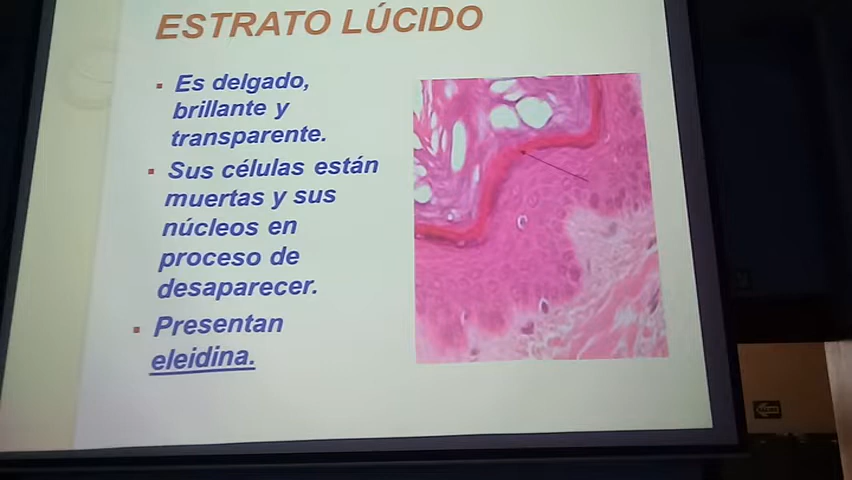 ESTRATO LÚCIDO
▪ Es delgado,
brillante y
transparente.
▪ Sus células están
muertas y sus
núcleos en
proceso de
desaparecer.
▪ Presentan
eleidina.